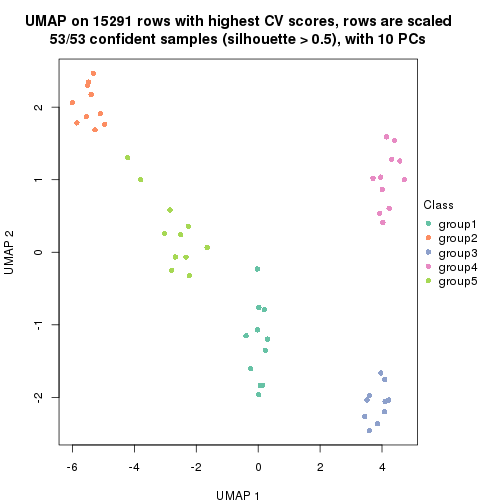 UMAP on 15291 rows with highest CV scores, rows are scaled
53/53 confident samples (silhouette > 0.5), with 10 PCs
2
1
0
-1
-2
UMAP 2
-6
-4
-2
0
2
4
UMAP 1
Class
group1
group2
group3
group4
group5